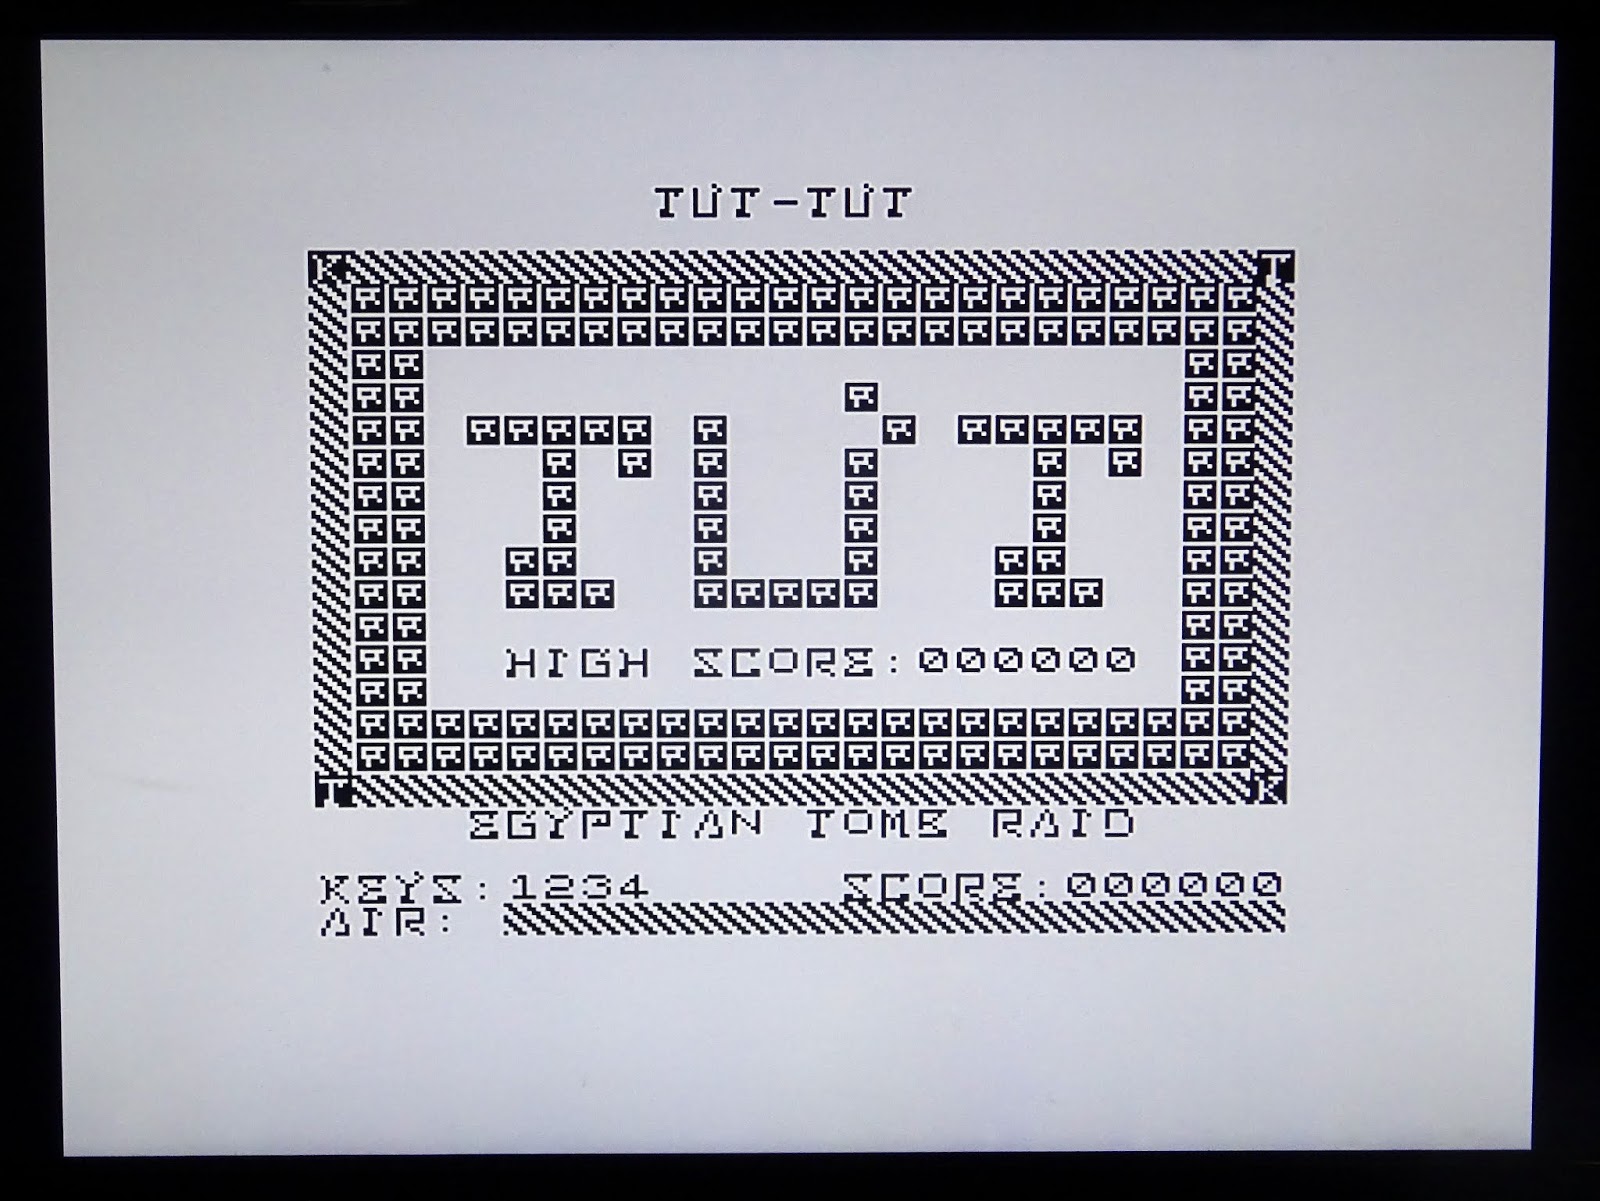 TUT-TUT
K T
TUT
HIGH SCORE:000000
T K
EGYPTIAN TOMB RAID
KEYS:1234 SCORE:000000
AIR: